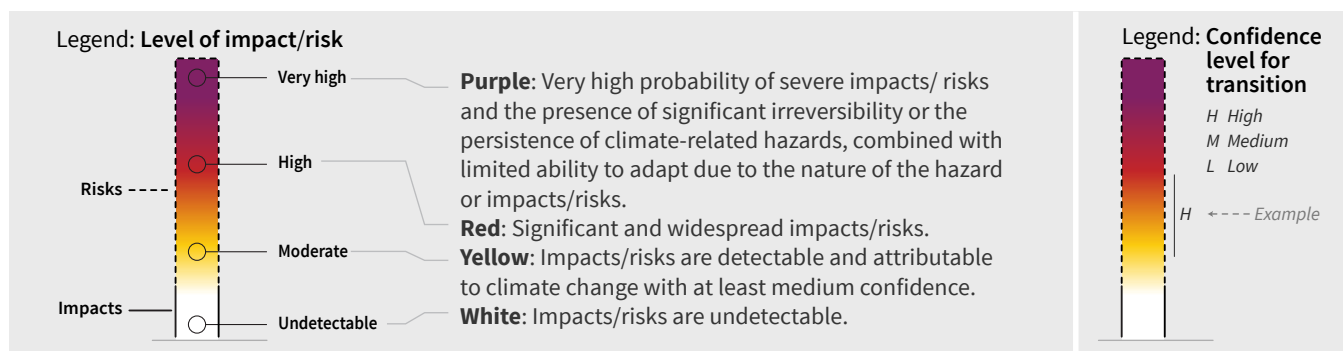 Legend: Level of impact/risk
Very high
High
Risks
Moderate
Impacts
Undetectable
Purple: Very high probability of severe impacts/ risks
and the presence of significant irreversibility or the
persistence of climate-related hazards, combined with
limited ability to adapt due to the nature of the hazard
or impacts/risks.
Red: Significant and widespread impacts/risks.
Yellow: Impacts/risks are detectable and attributable
to climate change with at least medium confidence.
White: Impacts/risks are undetectable.
Legend: Confidence
level for
transition
H High
M Medium
L Low
H Example